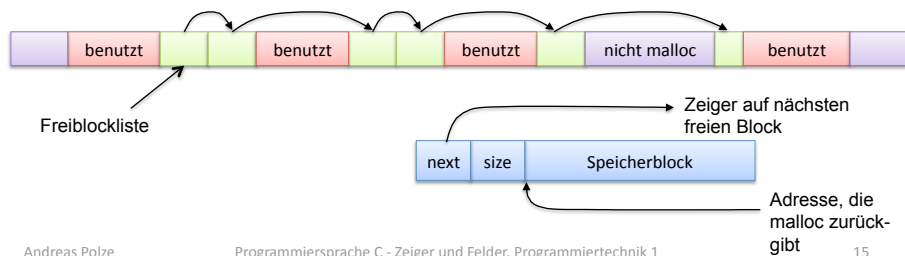 benutzt benutzt benutzt nicht malloc benutzt
Freiblockliste
Zeiger auf nächsten
freien Block
next size Speicherblock
Adresse, die
malloc zurück-
gibt
Andreas Polze Programmiersprache C - Zeiger und Felder, Programmiertechnik 1 15